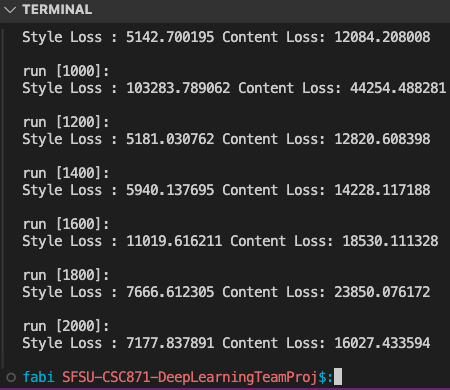 TERMINAL
Style Loss : 5142.700195 Content Loss: 12084.208008
run [1000]:
Style Loss : 103283.789062 Content Loss: 44254.488281
run [1200]:
Style Loss : 5181.030762 Content Loss: 12820.608398
run [1400]:
Style Loss : 5940.137695 Content Loss: 14228.117188
run [1600]:
Style Loss : 11019.616211 Content Loss: 18530.111328
run [1800]:
Style Loss : 7666.612305 Content Loss: 23850.076172
run [2000]:
Style Loss : 7177.837891 Content Loss: 16027.433594
fabi SFSU-CSC871-DeepLearningTeamProj$: